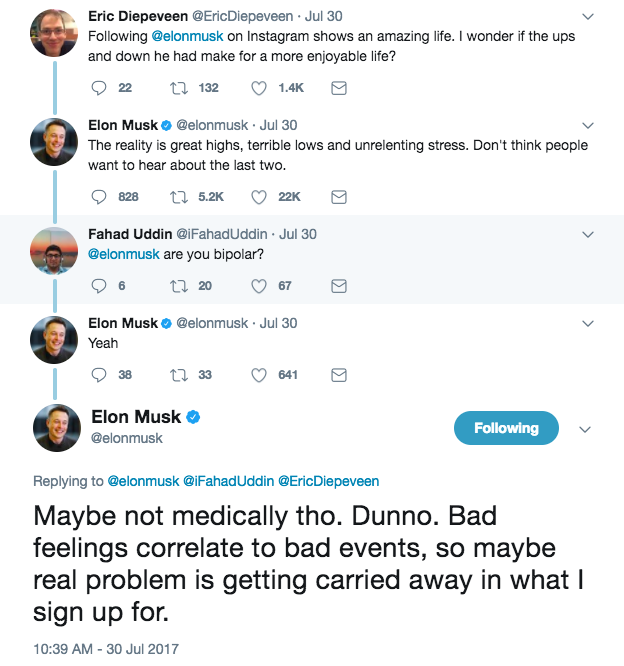 Eric Diepeveen @EricDiepeveen · Jul 30
Following @elonmusk on Instagram shows an amazing life. I wonder if the ups
and down he had make for a more enjoyable life?
22 132 1.4K
Elon Musk @elonmusk · Jul 30
The reality is great highs, terrible lows and unrelenting stress. Don't think people
want to hear about the last two.
828 5.2K 22K
Fahad Uddin @iFahadUddin · Jul 30
@elonmusk are you bipolar?
6 20 67
Elon Musk @elonmusk · Jul 30
Yeah
38 33 641
Elon Musk
@elonmusk
Following
Replying to @elonmusk @iFahadUddin @EricDiepeveen
Maybe not medically tho. Dunno. Bad
feelings correlate to bad events, so maybe
real problem is getting carried away in what I
sign up for.
10:39 AM - 30 Jul 2017